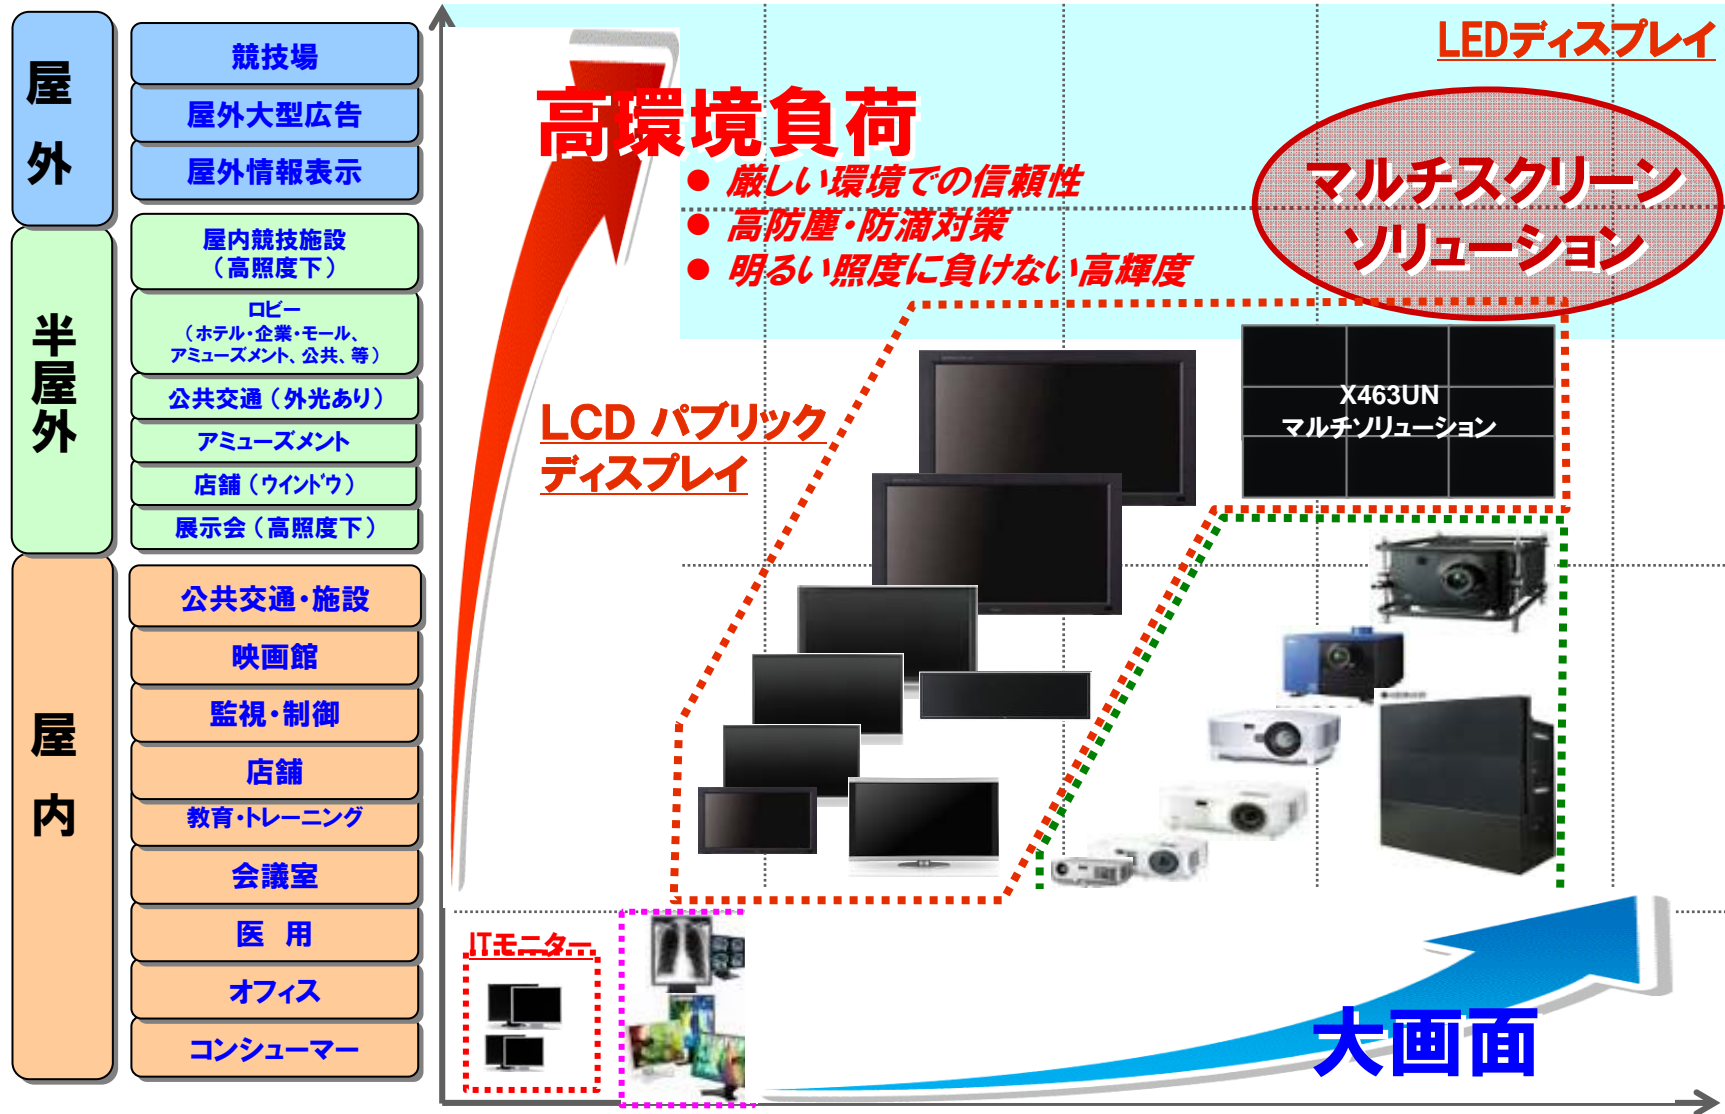 屋外
競技場
屋外大型広告
屋外情報表示
半屋外
屋内競技施設
（高照度下）
ロビー
（ホテル・企業・モール、
アミューズメント、公共、等）
公共交通（外光あり）
アミューズメント
店舗（ウインドウ）
展示会（高照度下）
屋内
公共交通・施設
映画館
監視・制御
店舗
教育・トレーニング
会議室
医　用
オフィス
コンシューマー
LEDディスプレイ
高環境負荷
● 厳しい環境での信頼性
● 高防塵・防滴対策
● 明るい照度に負けない高輝度
マルチスクリーン
ソリューション
LCD パブリック
ディスプレイ
X463UN
マルチソリューション
ITモニター
大画面